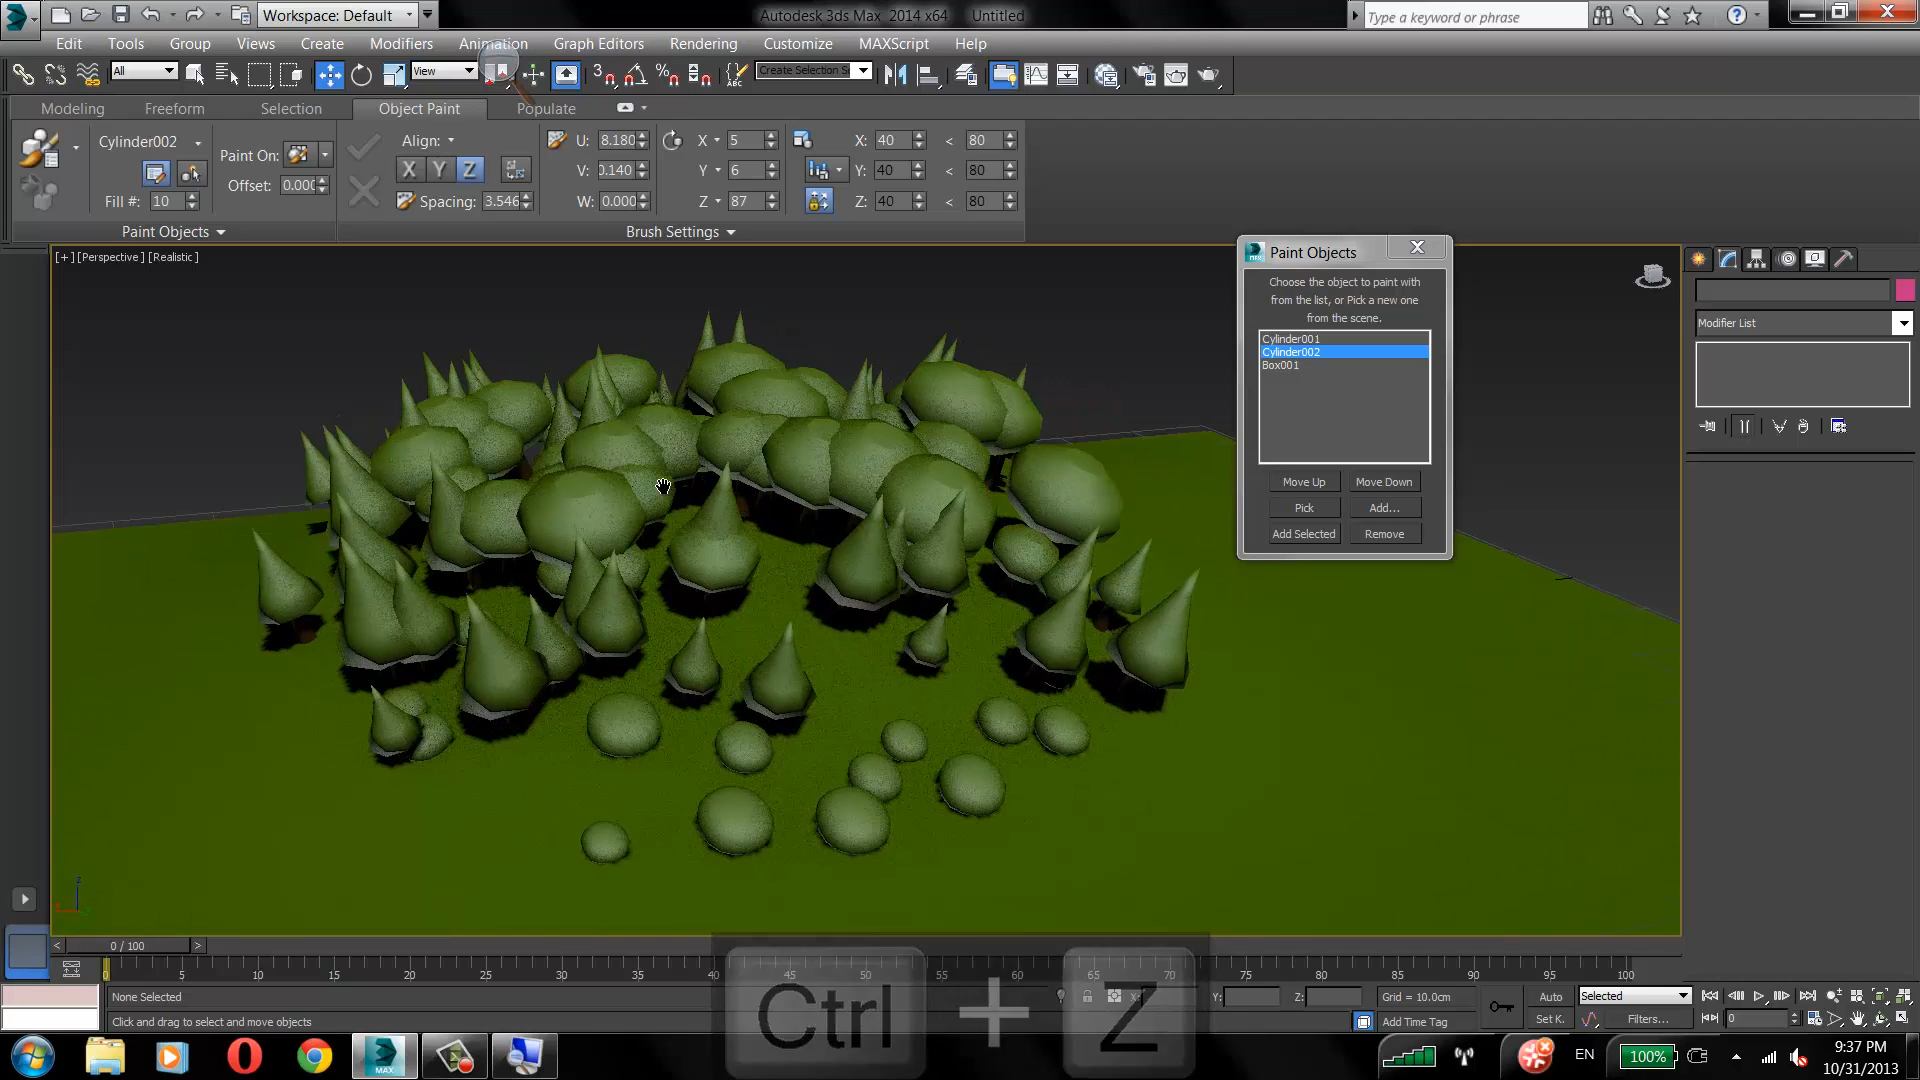 Workspace: Default
Autodesk 3ds Max 2014 x64 Untitled
Type a keyword or phrase
Edit Tools Group Views Create Modifiers Animation Graph Editors Rendering Customize MAXScript Help
All
View
3
ABC
Create Selection S
Modeling Freeform Selection Object Paint Populate
Cylinder002
Paint On:
Offset: 0.000
Fill #: 10
Paint Objects
Align:
X Y Z
Spacing: 3.546
U: 8.180
V: 0.140
W: 0.000
X 5
Y 6
Z 87
X: 40 < 80
Y: 40 < 80
Z: 40 < 80
Brush Settings
[+] [Perspective] [Realistic]
Paint Objects
Choose the object to paint with
from the list, or Pick a new one
from the scene.
Cylinder001
Cylinder002
Box001
Move Up Move Down
Pick Add...
Add Selected Remove
Modifier List
z
< 0 / 100 >
0 5 10 15 20 25 30 35 40 45 50 55 60 65 70 75 80 85 90 95 100
None Selected
X: Y: Z:
Grid = 10.0cm
Auto
Selected
Click and drag to select and move objects
Add Time Tag
Set K.
Filters...
0
Ctrl + Z
MAX
EN
100%
9:37 PM
10/31/2013